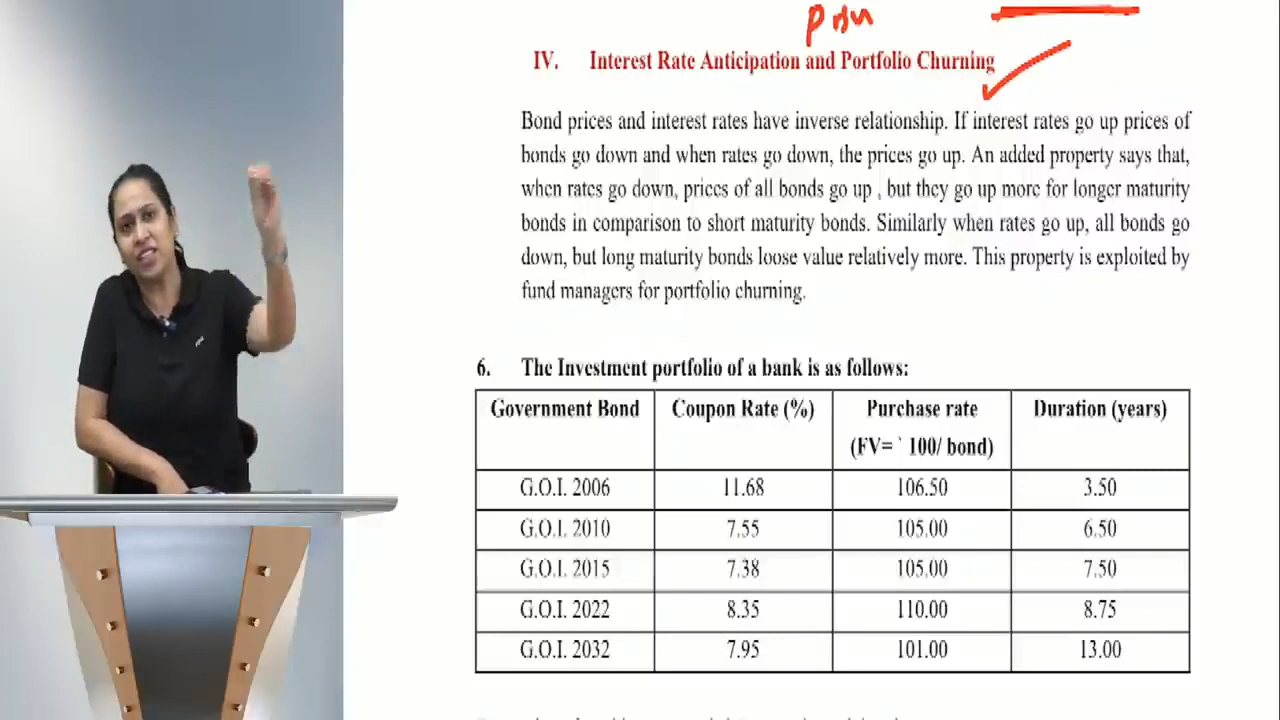 IV. Interest Rate Anticipation and Portfolio Churning
Bond prices and interest rates have inverse relationship. If interest rates go up prices of
bonds go down and when rates go down, the prices go up. An added property says that,
when rates go down, prices of all bonds go up , but they go up more for longer maturity
bonds in comparison to short maturity bonds. Similarly when rates go up, all bonds go
down, but long maturity bonds loose value relatively more. This property is exploited by
fund managers for portfolio churning.
6. The Investment portfolio of a bank is as follows:
Government Bond Coupon Rate (%) Purchase rate (FV= ` 100/ bond) Duration (years)
G.O.I. 2006 11.68 106.50 3.50
G.O.I. 2010 7.55 105.00 6.50
G.O.I. 2015 7.38 105.00 7.50
G.O.I. 2022 8.35 110.00 8.75
G.O.I. 2032 7.95 101.00 13.00